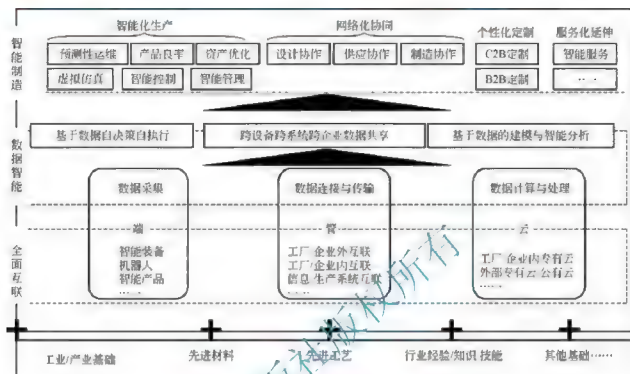 智能化生产 网络化协同 个性化定制 服务化延伸
智能制造
预测性运维 产品良率 资产优化 设计协作 供应协作 制造协作 C2B定制 智能服务
虚拟仿真 智能控制 智能管理 B2B定制 ……
数据智能
基于数据自决策自执行 跨设备跨系统跨企业数据共享 基于数据的建模与智能分析
数据采集 数据连接与传输 数据计算与处理
全面互联
端 管 云
智能装备
机器人
智能产品
……
工厂 企业外互联
工厂/企业内互联
信息 生产系统互联
……
工厂 企业内专有云
外部专有云 公有云
……
工业/产业基础 先进材料 先进工艺 行业经验/知识 技能 其他基础……
社版权所有